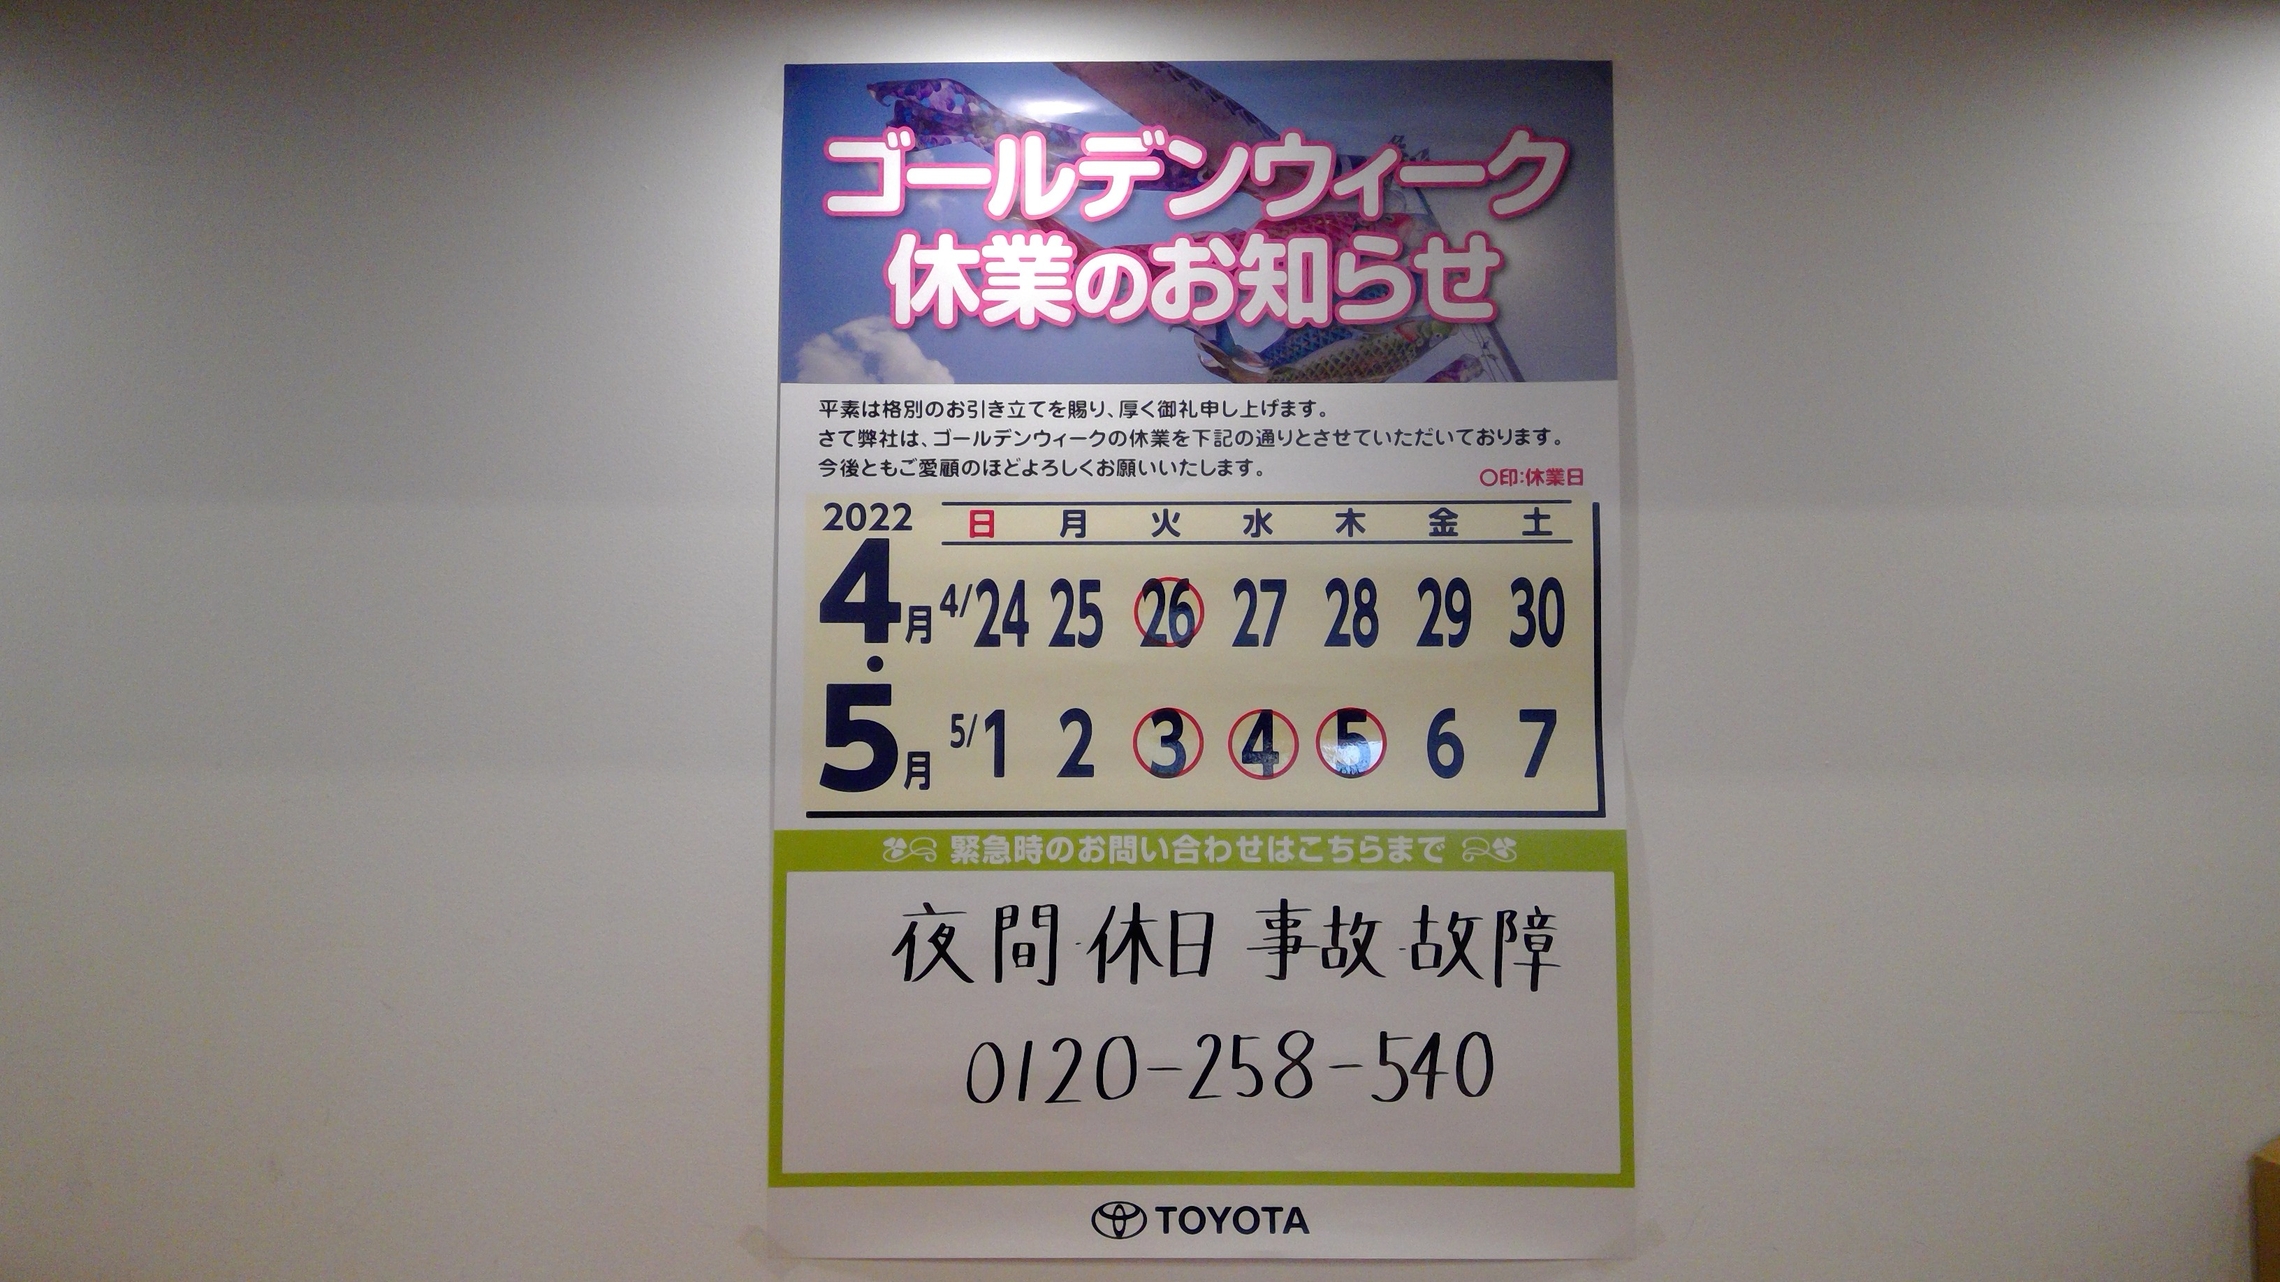 ゴールデンウィーク
休業のお知らせ
平素は格別のお引き立てを賜り、厚く御礼申し上げます。
さて弊社は、ゴールデンウィークの休業を下記の通りとさせていただいております。
今後ともご愛顧のほどよろしくお願いいたします。
〇印:休業日
2022
4月・5月
日 月 火 水 木 金 土
4/24 25 26 27 28 29 30
5/1 2 3 4 5 6 7
緊急時のお問い合わせはこちらまで
夜間・休日 事故・故障
0120-258-540
TOYOTA